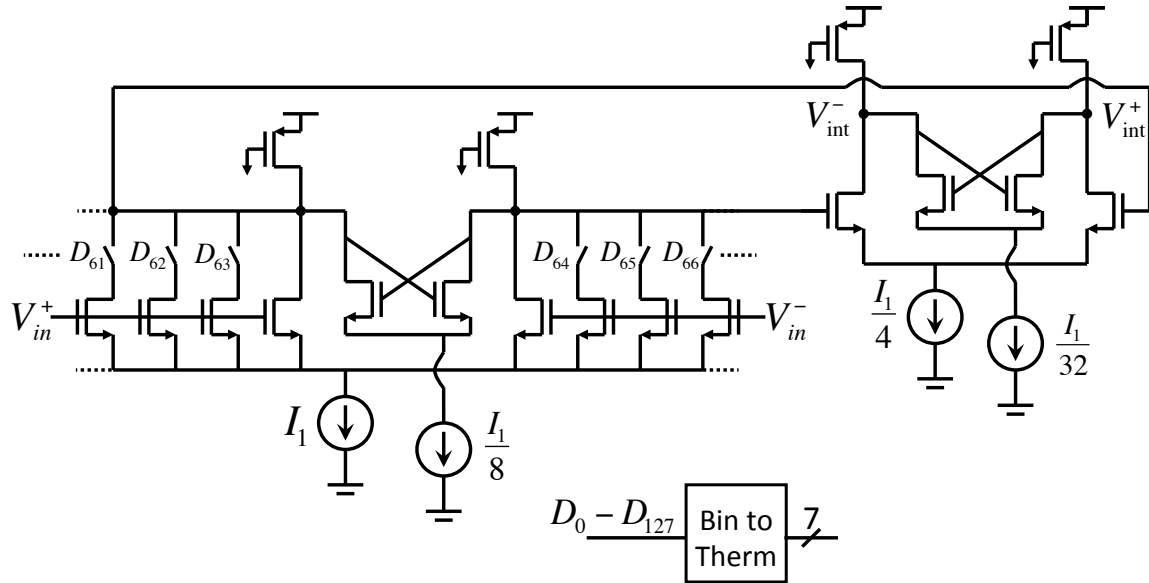 V_int^-
V_int^+
D_61
D_62
D_63
D_64
D_65
D_66
V_in^+
V_in^-
I_1
I_1/8
I_1/4
I_1/32
D_0 − D_127
Bin to
Therm
7